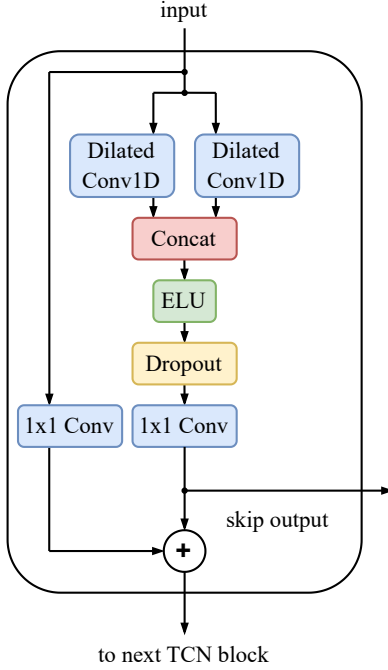 input
Dilated
Conv1D
Dilated
Conv1D
Concat
ELU
Dropout
1x1 Conv
1x1 Conv
skip output
+
to next TCN block